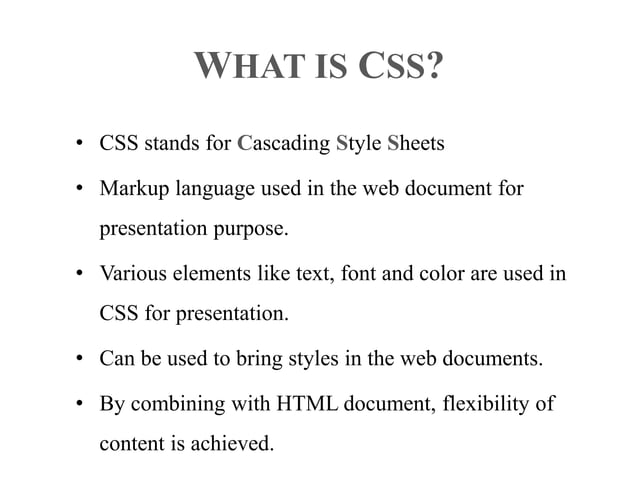 WHAT IS CSS?
• CSS stands for Cascading Style Sheets
• Markup language used in the web document for
presentation purpose.
• Various elements like text, font and color are used in
CSS for presentation.
• Can be used to bring styles in the web documents.
• By combining with HTML document, flexibility of
content is achieved.